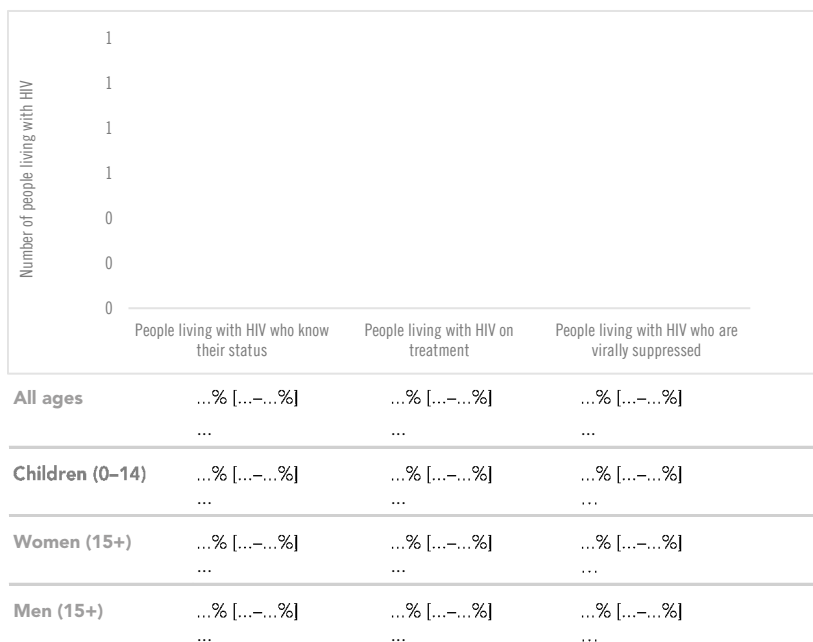 Number of people living with HIV
1
1
1
1
0
0
0
People living with HIV who know
their status
People living with HIV on
treatment
People living with HIV who are
virally suppressed
All ages ...% [...–...%] ...% [...–...%] ...% [...–...%]
... ... ...
Children (0–14) ...% [...–...%] ...% [...–...%] ...% [...–...%]
... ... ...
Women (15+) ...% [...–...%] ...% [...–...%] ...% [...–...%]
... ... ...
Men (15+) ...% [...–...%] ...% [...–...%] ...% [...–...%]
... ... ...